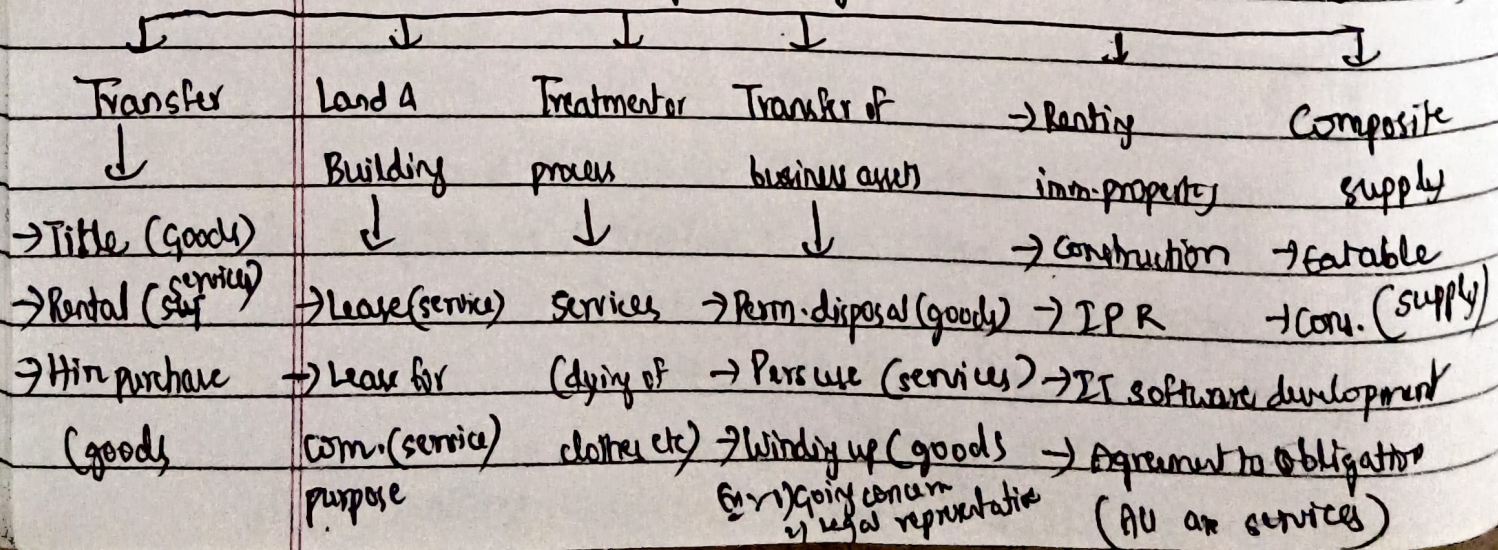 Transfer
↓
→ Title (Goods)
→ Rental (services)
→ Hire purchase
(goods
Land &
Building
↓
→ Lease (service)
→ Lease for
com. (service)
purpose
Treatment or
process
↓
services
(dying of
clothes etc)
Transfer of
business assets
↓
→ Perm. disposal (goods)
→ Pers use (services)
→ Winding up (goods
1) Going concern
2) legal representative
→ Renting
imm. property
→ Construction
→ IPR
→ IT software development
→ Agreement to Obligation
(All are services)
Composite
supply
→ Eatable
→ Cons. (supply)